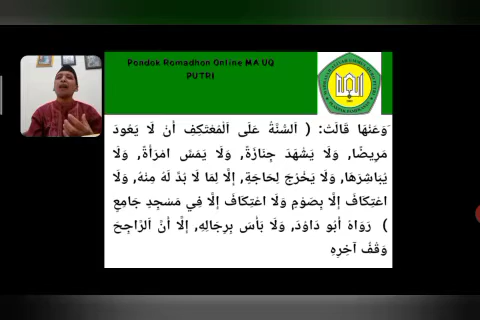 Pondok Romadhon Online MA UQ
PUTRI
وَعَنْهَا قَالَتْ: ( اَلسُّنَّةُ عَلَى اَلْمُعْتَكِفِ أَنْ لَا يَعُودَ
مَرِيضًا, وَلَا يَشْهَدَ جِنَازَةً, وَلَا يَمَسَّ امْرَأَةً, وَلَا
يُبَاشِرَهَا, وَلَا يَخْرُجَ لِحَاجَةٍ, إِلَّا لِمَا لَا بُدَّ لَهُ مِنْهُ, وَلَا
اعْتِكَافَ إِلَّا بِصَوْمٍ وَلَا اعْتِكَافَ إِلَّا فِي مَسْجِدٍ جَامِعٍ
) رَوَاهُ أَبُو دَاوُدَ, وَلَا بَأْسَ بِرِجَالِهِ, إِلَّا أَنَّ اَلرَّاجِحَ
وَقْفُ آخِرِهِ